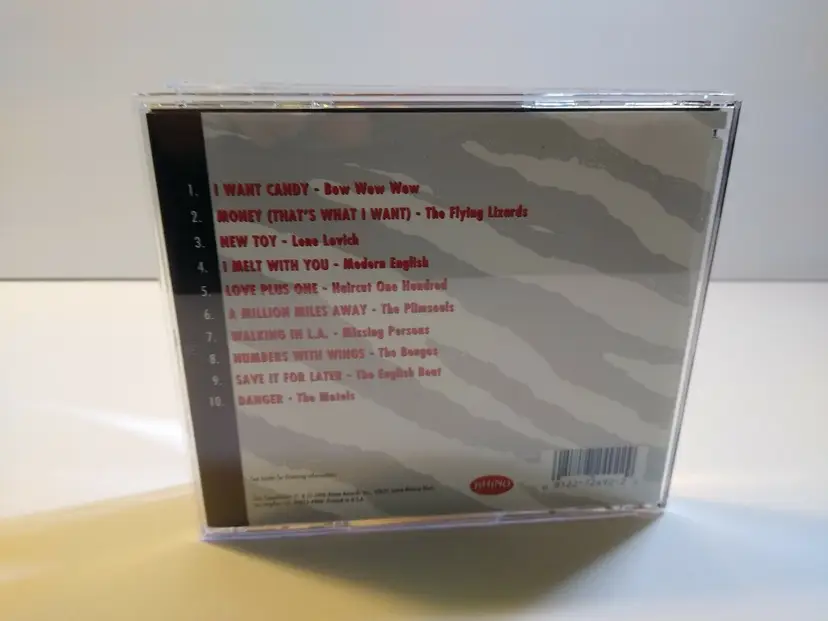 1. I WANT CANDY - Bow Wow Wow
2. MONEY (THAT'S WHAT I WANT) - The Flying Lizards
3. NEW TOY - Lene Lovich
4. I MELT WITH YOU - Modern English
5. LOVE PLUS ONE - Haircut One Hundred
6. A MILLION MILES AWAY - The Plimsouls
7. WALKING IN L.A. - Missing Persons
8. NUMBERS WITH WINGS - The Bongos
9. SAVE IT FOR LATER - The English Beat
10. DANGER - The Motels
RHINO